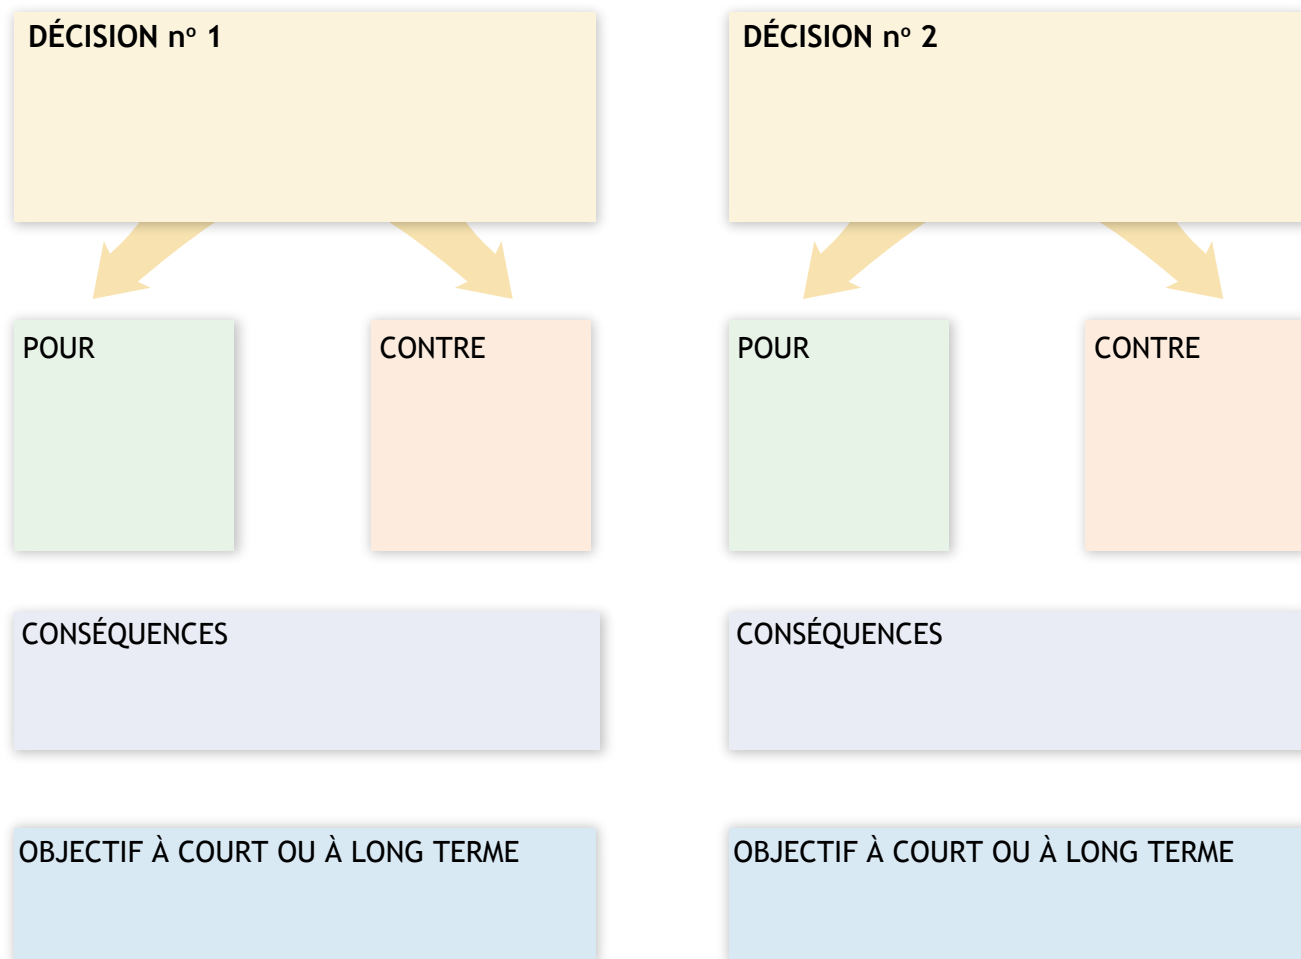 DÉCISION nº 1
POUR
CONTRE
CONSÉQUENCES
OBJECTIF À COURT OU À LONG TERME
DÉCISION nº 2
POUR
CONTRE
CONSÉQUENCES
OBJECTIF À COURT OU À LONG TERME